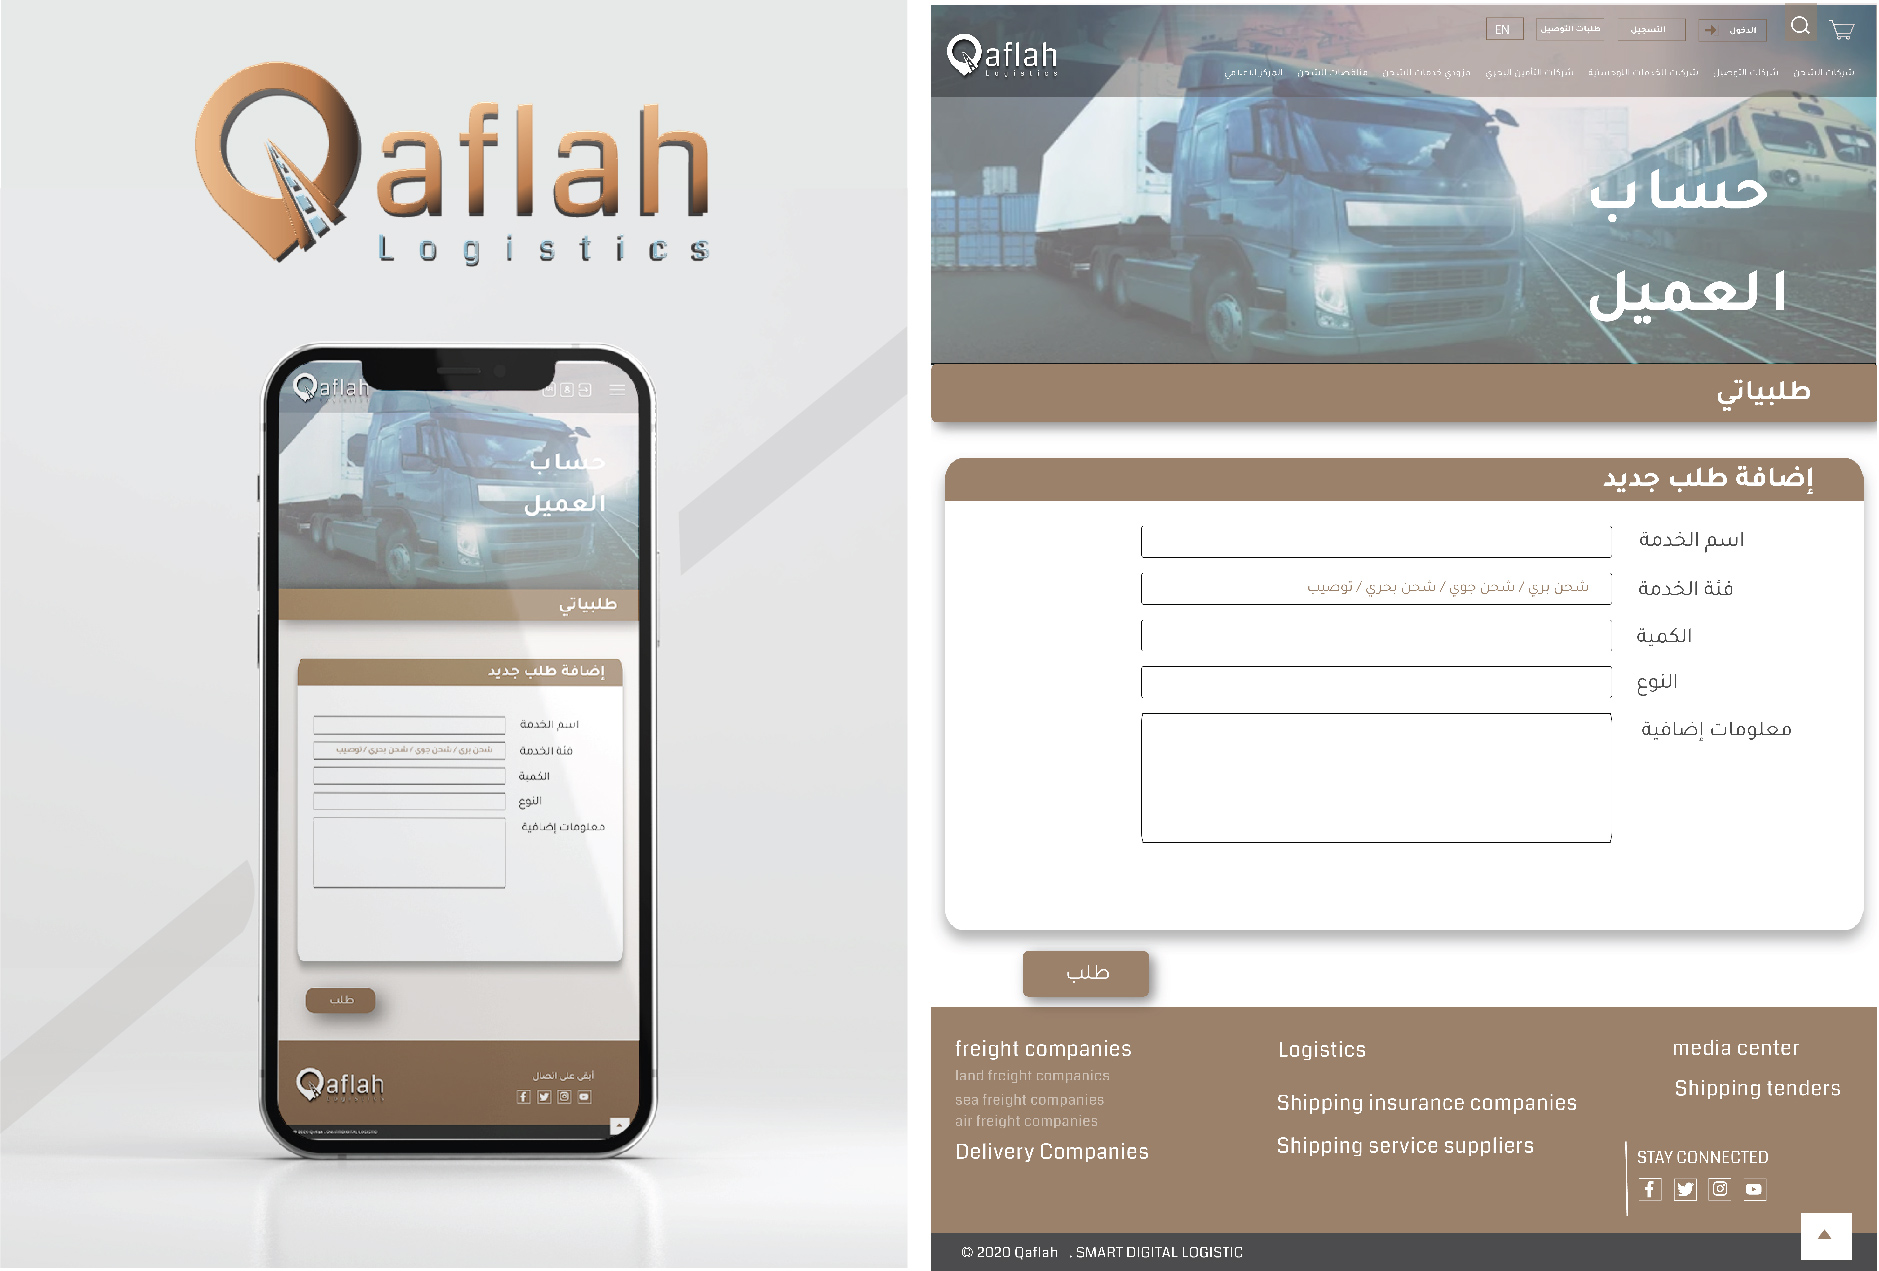 Qaflah
Logistics
Qaflah
حساب
العميل
طلبياتي
إضافة طلب جديد
اسم الخدمة
فئة الخدمة
شحن بري / شحن جوي / شحن بحري / توصيب
الكمية
النوع
معلومات إضافية
طلب
Qaflah
أبقى على اتصال
Qaflah
Logistics
EN
طلبات التوصيل
التسجيل
الدخول
شركات الشحن شركات التوصيل شركات الخدمات اللوجستية شركات التأمين البحري مزودي خدمات الشحن مناقصات الشحن المركز الاعلامي
حساب
العميل
طلبياتي
إضافة طلب جديد
اسم الخدمة
فئة الخدمة
شحن بري / شحن جوي / شحن بحري / توصيب
الكمية
النوع
معلومات إضافية
طلب
freight companies
land freight companies
sea freight companies
air freight companies
Delivery Companies
Logistics
Shipping insurance companies
Shipping service suppliers
media center
Shipping tenders
STAY CONNECTED
© 2020 Qaflah . SMART DIGITAL LOGISTIC